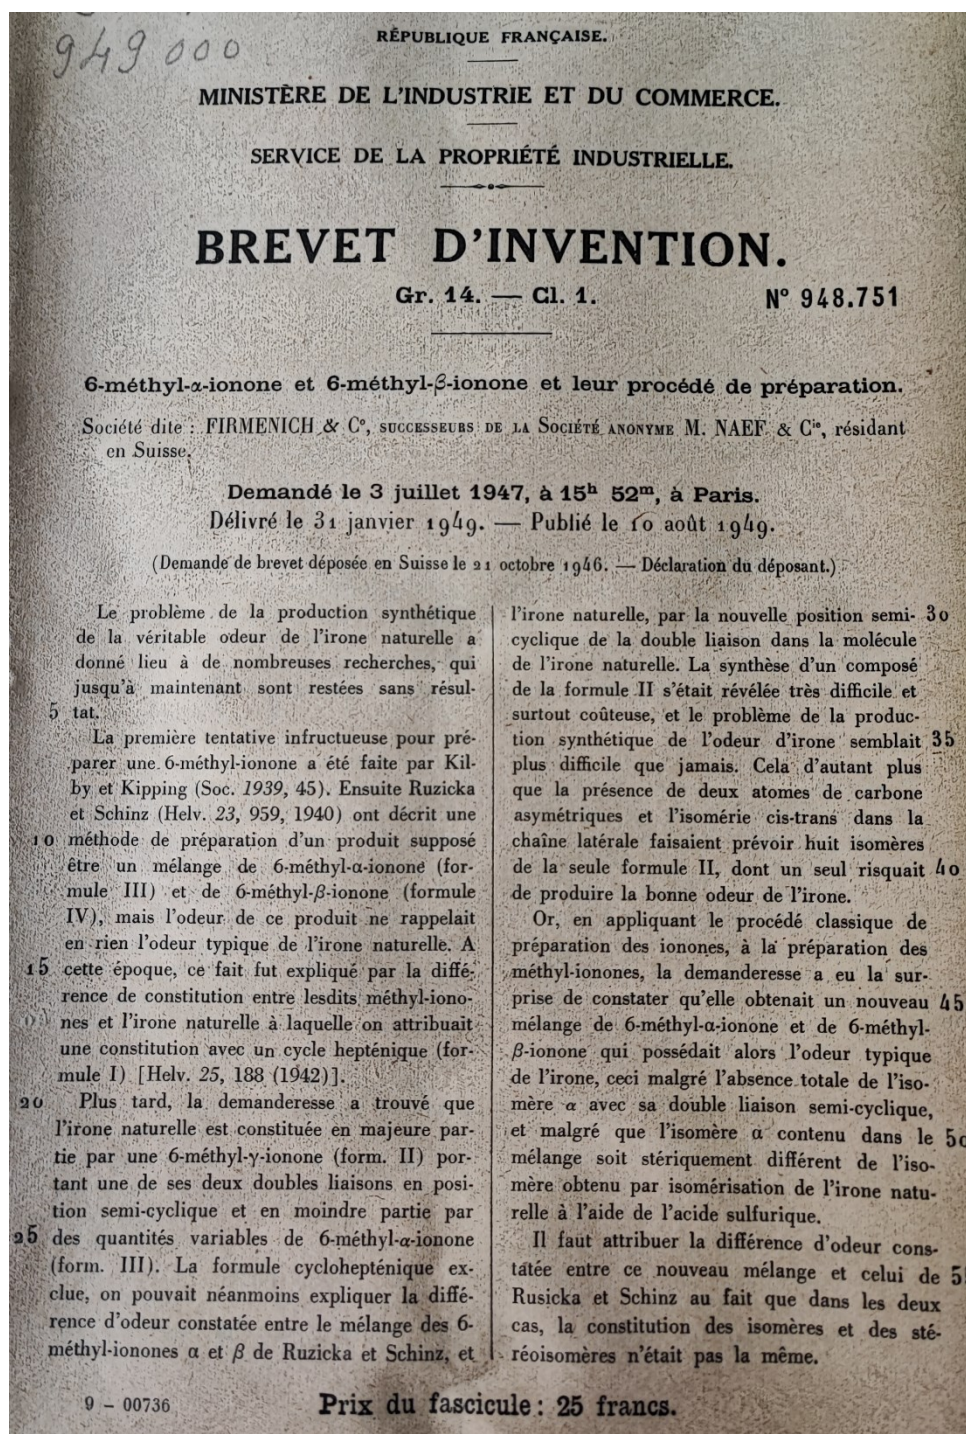 949000
RÉPUBLIQUE FRANÇAISE.
MINISTÈRE DE L'INDUSTRIE ET DU COMMERCE.
SERVICE DE LA PROPRIÉTÉ INDUSTRIELLE.
BREVET D'INVENTION.
Gr. 14. — Cl. 1.
N° 948.751
6-méthyl-α-ionone et 6-méthyl-β-ionone et leur procédé de préparation.
Société dite : FIRMENICH & Cº, SUCCESSEURS DE LA SOCIÉTÉ ANONYME M. NAEF & Cie, résidant
en Suisse.
Demandé le 3 juillet 1947, à 15h 52m, à Paris.
Délivré le 31 janvier 1949. — Publié le 10 août 1949.
(Demande de brevet déposée en Suisse le 21 octobre 1946. — Déclaration du déposant.)
Le problème de la production synthétique
de la véritable odeur de l'irone naturelle a
donné lieu à de nombreuses recherches, qui
jusqu'à maintenant sont restées sans résul-
5 tat.
La première tentative infructueuse pour pré-
parer une 6-méthyl-ionone a été faite par Kil-
by et Kipping (Soc. 1939, 45). Ensuite Ruzicka
et Schinz (Helv. 23, 959, 1940) ont décrit une
10 méthode de préparation d'un produit supposé
être un mélange de 6-méthyl-α-ionone (for-
mule III) et de 6-méthyl-β-ionone (formule
IV), mais l'odeur de ce produit ne rappelait
en rien l'odeur typique de l'irone naturelle. A
15 cette époque, ce fait fut expliqué par la diffé-
rence de constitution entre lesdits méthyl-iono-
nes et l'irone naturelle à laquelle on attribuait
une constitution avec un cycle hepténique (for-
mule I) [Helv. 25, 188 (1942)].
20 Plus tard, la demanderesse a trouvé que
l'irone naturelle est constituée en majeure par-
tie par une 6-méthyl-γ-ionone (form. II) por-
tant une de ses deux doubles liaisons en posi-
tion semi-cyclique et en moindre partie par
25 des quantités variables de 6-méthyl-α-ionone
(form. III). La formule cyclohepténique ex-
clue, on pouvait néanmoins expliquer la diffé-
rence d'odeur constatée entre le mélange des 6-
méthyl-ionones α et β de Ruzicka et Schinz, et
l'irone naturelle, par la nouvelle position semi- 30
cyclique de la double liaison dans la molécule
de l'irone naturelle. La synthèse d'un composé
de la formule II s'était révélée très difficile et
surtout coûteuse, et le problème de la produc-
tion synthétique de l'odeur d'irone semblait 35
plus difficile que jamais. Cela d'autant plus
que la présence de deux atomes de carbone
asymétriques et l'isomérie cis-trans dans la
chaîne latérale faisaient prévoir huit isomères
de la seule formule II, dont un seul risquait 40
de produire la bonne odeur de l'irone.
Or, en appliquant le procédé classique de
préparation des ionones, à la préparation des
méthyl-ionones, la demanderesse a eu la sur-
prise de constater qu'elle obtenait un nouveau 45
mélange de 6-méthyl-α-ionone et de 6-méthyl-
β-ionone qui possédait alors l'odeur typique
de l'irone, ceci malgré l'absence totale de l'iso-
mère α avec sa double liaison semi-cyclique,
et malgré que l'isomère α contenu dans le 50
mélange soit stériquement différent de l'iso-
mère obtenu par isomérisation de l'irone natu-
relle à l'aide de l'acide sulfurique.
Il faut attribuer la différence d'odeur cons-
tatée entre ce nouveau mélange et celui de 5
Rusicka et Schinz au fait que dans les deux
cas, la constitution des isomères et des sté-
réoisomères n'était pas la même.
9 - 00736
Prix du fascicule : 25 francs.